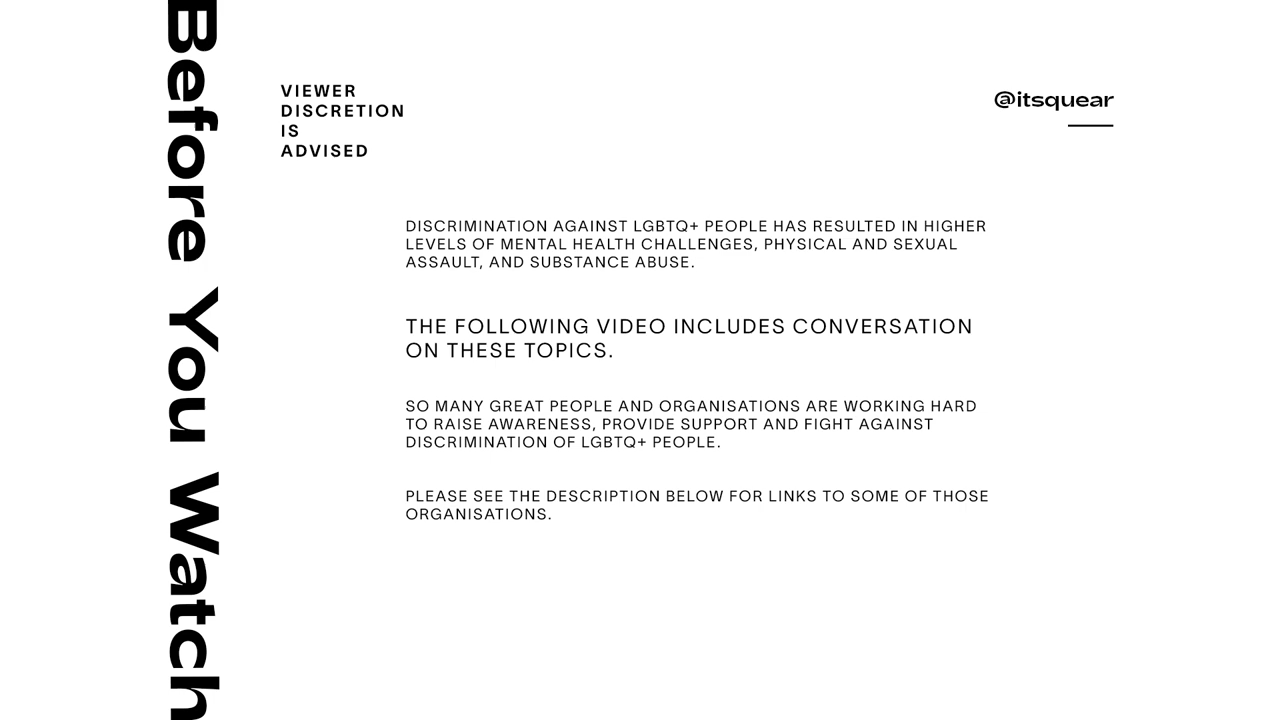 Before You Watch
VIEWER
DISCRETION
IS
ADVISED
@itsquear
DISCRIMINATION AGAINST LGBTQ+ PEOPLE HAS RESULTED IN HIGHER
LEVELS OF MENTAL HEALTH CHALLENGES, PHYSICAL AND SEXUAL
ASSAULT, AND SUBSTANCE ABUSE.
THE FOLLOWING VIDEO INCLUDES CONVERSATION
ON THESE TOPICS.
SO MANY GREAT PEOPLE AND ORGANISATIONS ARE WORKING HARD
TO RAISE AWARENESS, PROVIDE SUPPORT AND FIGHT AGAINST
DISCRIMINATION OF LGBTQ+ PEOPLE.
PLEASE SEE THE DESCRIPTION BELOW FOR LINKS TO SOME OF THOSE
ORGANISATIONS.